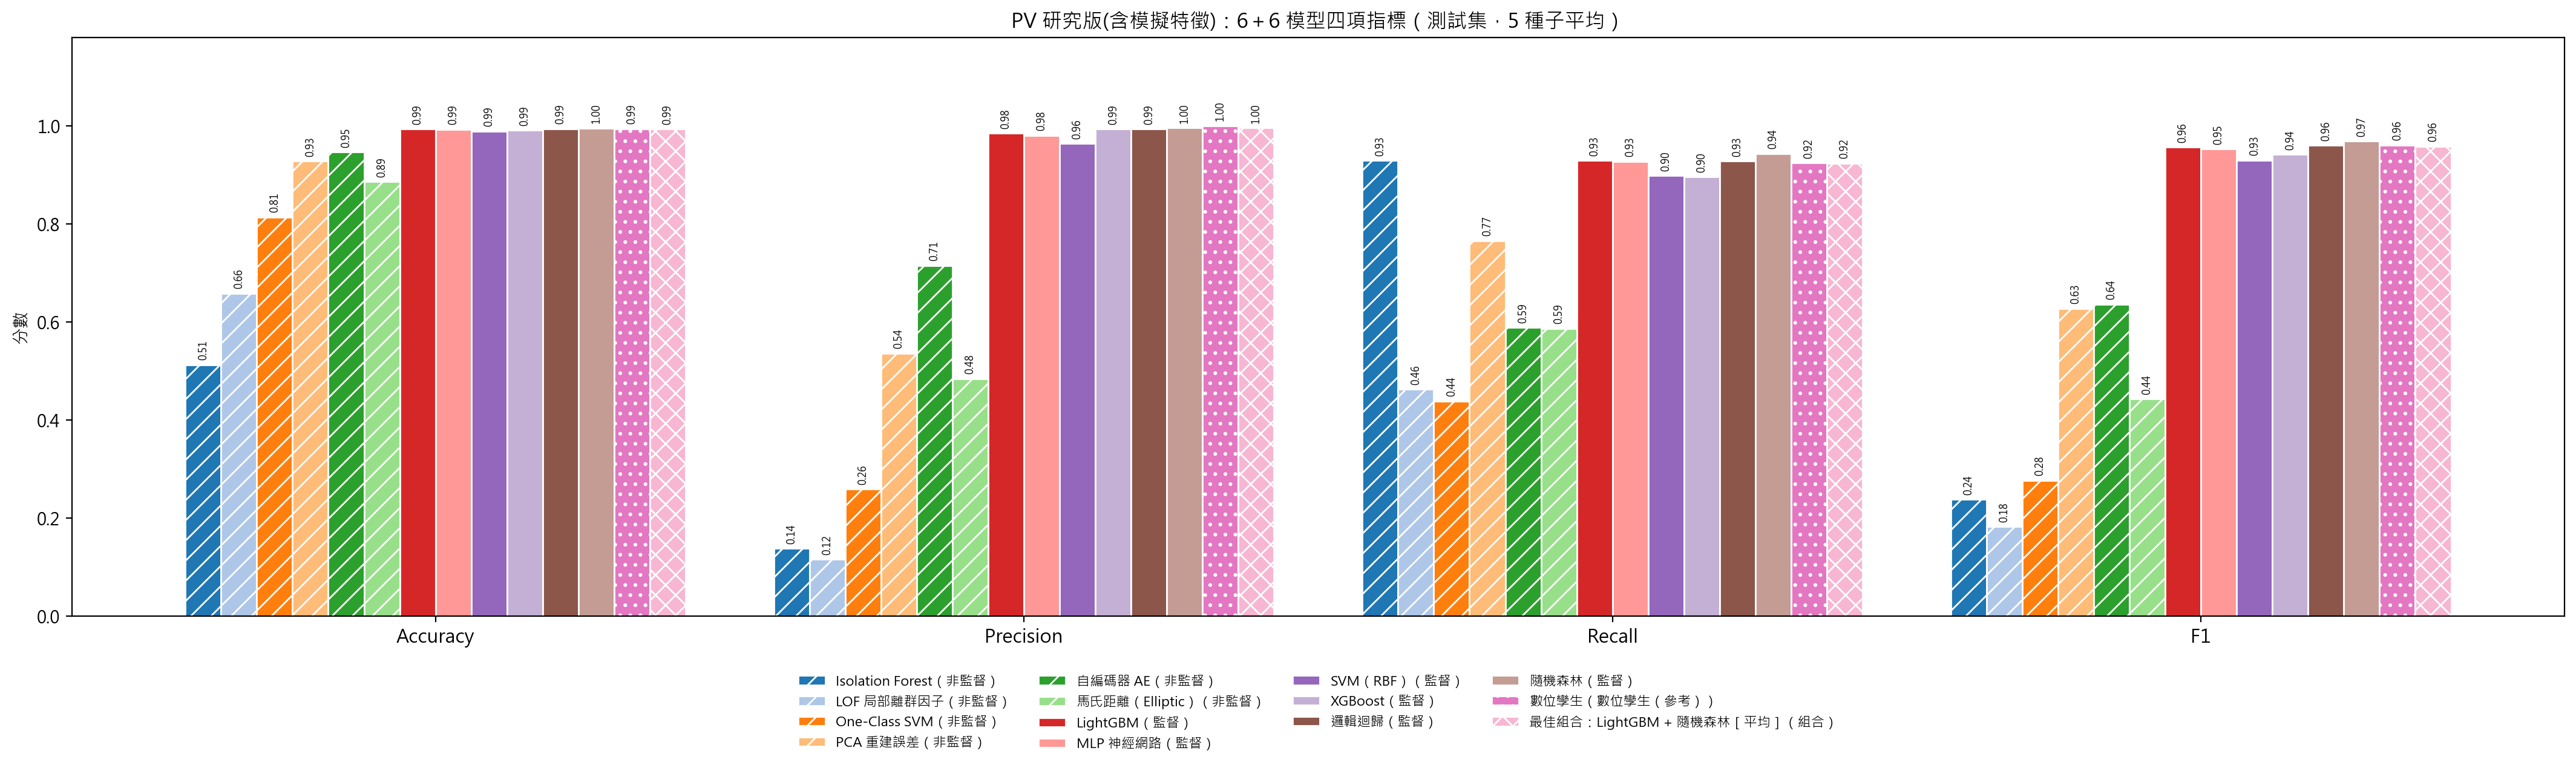 PV 研究版(含模擬特徵)：6+6 模型四項指標（測試集，5 種子平均）
分數
1.0
0.8
0.6
0.4
0.2
0.0
0.51 0.66 0.81 0.93 0.95 0.89 0.99 0.99 0.99 0.99 0.99 1.00 0.99 0.99
0.14 0.12 0.26 0.54 0.71 0.48 0.98 0.98 0.96 0.99 0.99 1.00 1.00 1.00
0.93 0.46 0.44 0.77 0.59 0.59 0.93 0.93 0.90 0.90 0.93 0.94 0.92 0.92
0.24 0.18 0.28 0.63 0.64 0.44 0.96 0.95 0.93 0.94 0.96 0.97 0.96 0.96
Accuracy Precision Recall F1
Isolation Forest（非監督）
LOF 局部離群因子（非監督）
One-Class SVM（非監督）
PCA 重建誤差（非監督）
自編碼器 AE（非監督）
馬氏距離（Elliptic）（非監督）
LightGBM（監督）
MLP 神經網路（監督）
SVM（RBF）（監督）
XGBoost（監督）
邏輯迴歸（監督）
隨機森林（監督）
數位孿生（數位孿生（參考））
最佳組合：LightGBM + 隨機森林［平均］（組合）